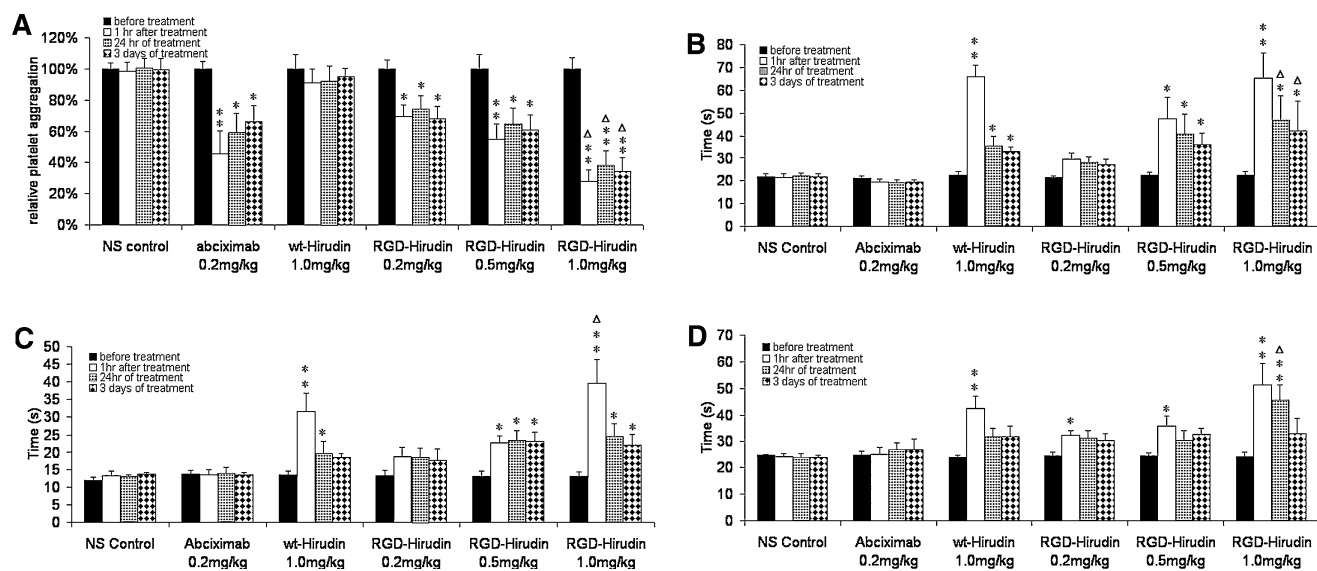 A
before treatment
1 hr after treatment
24 hr of treatment
3 days of treatment
120%
100%
80%
60%
40%
20%
0%
relative platelet aggregation
* *
*
*
*
*
*
* *
*
*
Δ * * *
Δ * *
Δ * * *
NS control
abciximab
0.2mg/kg
wt-Hirudin
1.0mg/kg
RGD-Hirudin
0.2mg/kg
RGD-Hirudin
0.5mg/kg
RGD-Hirudin
1.0mg/kg
B
before treatment
1hr after treatment
24hr of treatment
3 days of treatment
80
70
60
50
40
30
20
10
0
Time (s)
* *
*
*
* *
*
*
* *
Δ *
Δ *
NS Control
Abciximab
0.2mg/kg
wt-Hirudin
1.0mg/kg
RGD-Hirudin
0.2mg/kg
RGD-Hirudin
0.5mg/kg
RGD-Hirudin
1.0mg/kg
C
before treatment
1hr after treatment
24hr of treatment
3 days of treatment
50
45
40
35
30
25
20
15
10
5
0
Time (s)
* *
*
*
*
*
Δ * *
*
*
NS Control
Abciximab
0.2mg/kg
wt-Hirudin
1.0mg/kg
RGD-Hirudin
0.2mg/kg
RGD-Hirudin
0.5mg/kg
RGD-Hirudin
1.0mg/kg
D
before treatment
1hr after treatment
24hr of treatment
3 days of treatment
70
60
50
40
30
20
10
0
Time (s)
* *
*
*
* *
Δ * *
NS Control
Abciximab
0.2mg/kg
wt-Hirudin
1.0mg/kg
RGD-Hirudin
0.2mg/kg
RGD-Hirudin
0.5mg/kg
RGD-Hirudin
1.0mg/kg